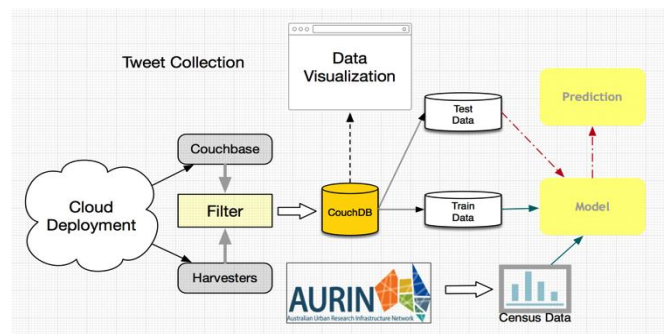 Tweet Collection
Data
Visualization
Test
Data
Prediction
Couchbase
Cloud
Deployment
Filter
CouchDB
Train
Data
Model
Harvesters
AURIN
Australian Urban Research Infrastructure Network
Census Data